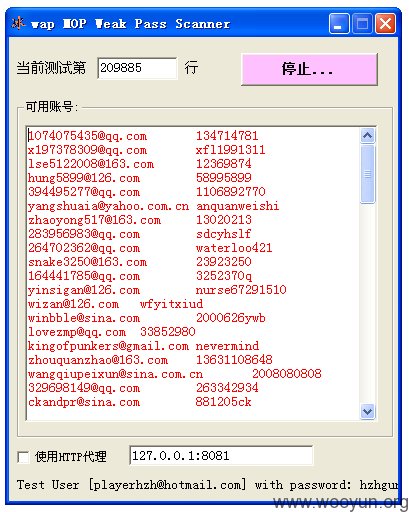 wap MOP Weak Pass Scanner
当前测试第 209885 行 停止...
可用账号:
1074075435@qq.com 134714781
x197378309@qq.com xfl1991311
lse5122008@163.com 12369874
hung5899@126.com 58995899
394495277@qq.com 1106892770
yangshuaia@yahoo.com.cn anquanweishi
zhaoyong517@163.com 13020213
283956983@qq.com sdcyhslf
264702362@qq.com waterloo421
snake3250@163.com 23923250
164441785@qq.com 3252370q
yinsigan@126.com nurse67291510
wizan@126.com wfyitxiud
winbble@sina.com 2000626ywb
lovezmp@qq.com 33852980
kingofpunkers@gmail.com nevermind
zhouquanzhao@163.com 13631108648
wangqiupeixun@sina.com.cn 2008080808
329698149@qq.com 263342934
ckandpr@sina.com 881205ck
使用HTTP代理 127.0.0.1:8081
Test User [playerhzh@hotmail.com] with password: hzhgur
www.wooyun.org